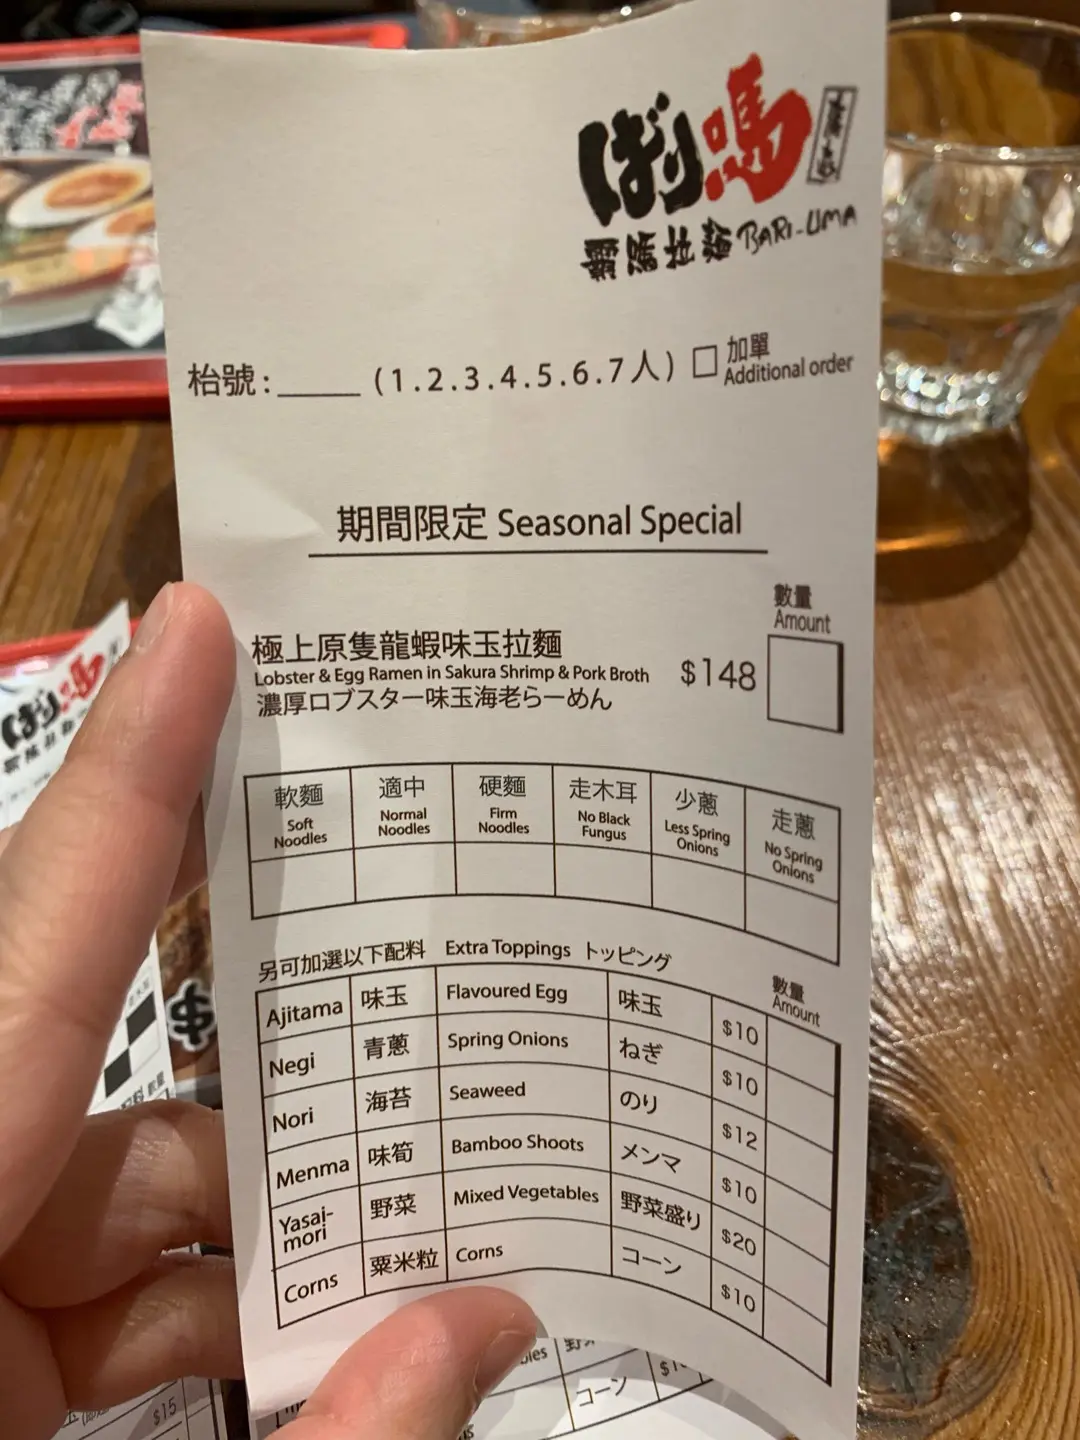 ばり嗎
霸嗎拉麵 BARI-UMA
枱號:_____ (1.2.3.4.5.6.7人) □ 加單
Additional order
期間限定 Seasonal Special
數量
Amount
極上原隻龍蝦味玉拉麵
Lobster & Egg Ramen in Sakura Shrimp & Pork Broth $148
濃厚ロブスター味玉海老らーめん
軟麵 適中 硬麵 走木耳 少蔥 走蔥
Soft Noodles Normal Noodles Firm Noodles No Black Fungus Less Spring Onions No Spring Onions
另可加選以下配料 Extra Toppings トッピング
數量
Amount
Ajitama 味玉 Flavoured Egg 味玉 $10
Negi 青蔥 Spring Onions ねぎ $10
Nori 海苔 Seaweed のり $12
Menma 味筍 Bamboo Shoots メンマ $10
Yasai-mori 野菜 Mixed Vegetables 野菜盛り $20
Corns 粟米粒 Corns コーン $10
コーン
$15